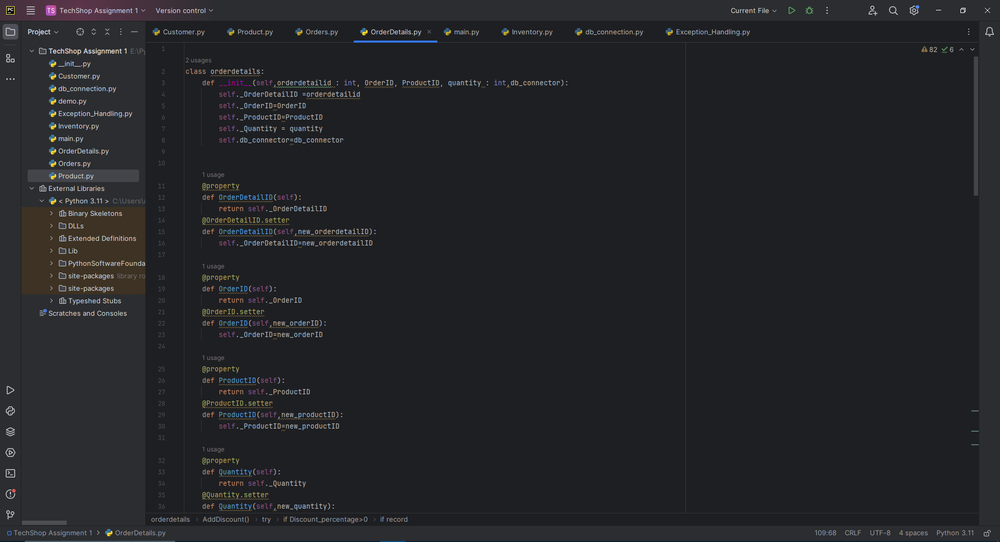 TS TechShop Assignment 1 Version control Current File
Project
Customer.py Product.py Orders.py OrderDetails.py main.py Inventory.py db_connection.py Exception_Handling.py
TechShop Assignment 1 E:\Py
__init__.py
Customer.py
db_connection.py
demo.py
Exception_Handling.py
Inventory.py
main.py
OrderDetails.py
Orders.py
Product.py
External Libraries
< Python 3.11 > C:\Users\a
Binary Skeletons
DLLs
Extended Definitions
Lib
PythonSoftwareFounda
site-packages library ro
site-packages
Typeshed Stubs
Scratches and Consoles
82 6
1
2 usages
2 class orderdetails:
3 def __init__(self,orderdetailid : int, OrderID, ProductID, quantity : int,db_connector):
4 self._OrderDetailID =orderdetailid
5 self._OrderID=OrderID
6 self._ProductID=ProductID
7 self._Quantity = quantity
8 self.db_connector=db_connector
9
10
1 usage
11 @property
12 def OrderDetailID(self):
13 return self._OrderDetailID
14 @OrderDetailID.setter
15 def OrderDetailID(self,new_orderdetailID):
16 self._OrderDetailID=new_orderdetailID
17
1 usage
18 @property
19 def OrderID(self):
20 return self._OrderID
21 @OrderID.setter
22 def OrderID(self,new_orderID):
23 self._OrderID=new_orderID
24
1 usage
25 @property
26 def ProductID(self):
27 return self._ProductID
28 @ProductID.setter
29 def ProductID(self,new_productID):
30 self._ProductID=new_productID
31
1 usage
32 @property
33 def Quantity(self):
34 return self._Quantity
35 @Quantity.setter
36 def Quantity(self,new_quantity):
orderdetails > AddDiscount() > try > if Discount_percentage>0 > if record
TechShop Assignment 1 > OrderDetails.py 109:68 CRLF UTF-8 4 spaces Python 3.11